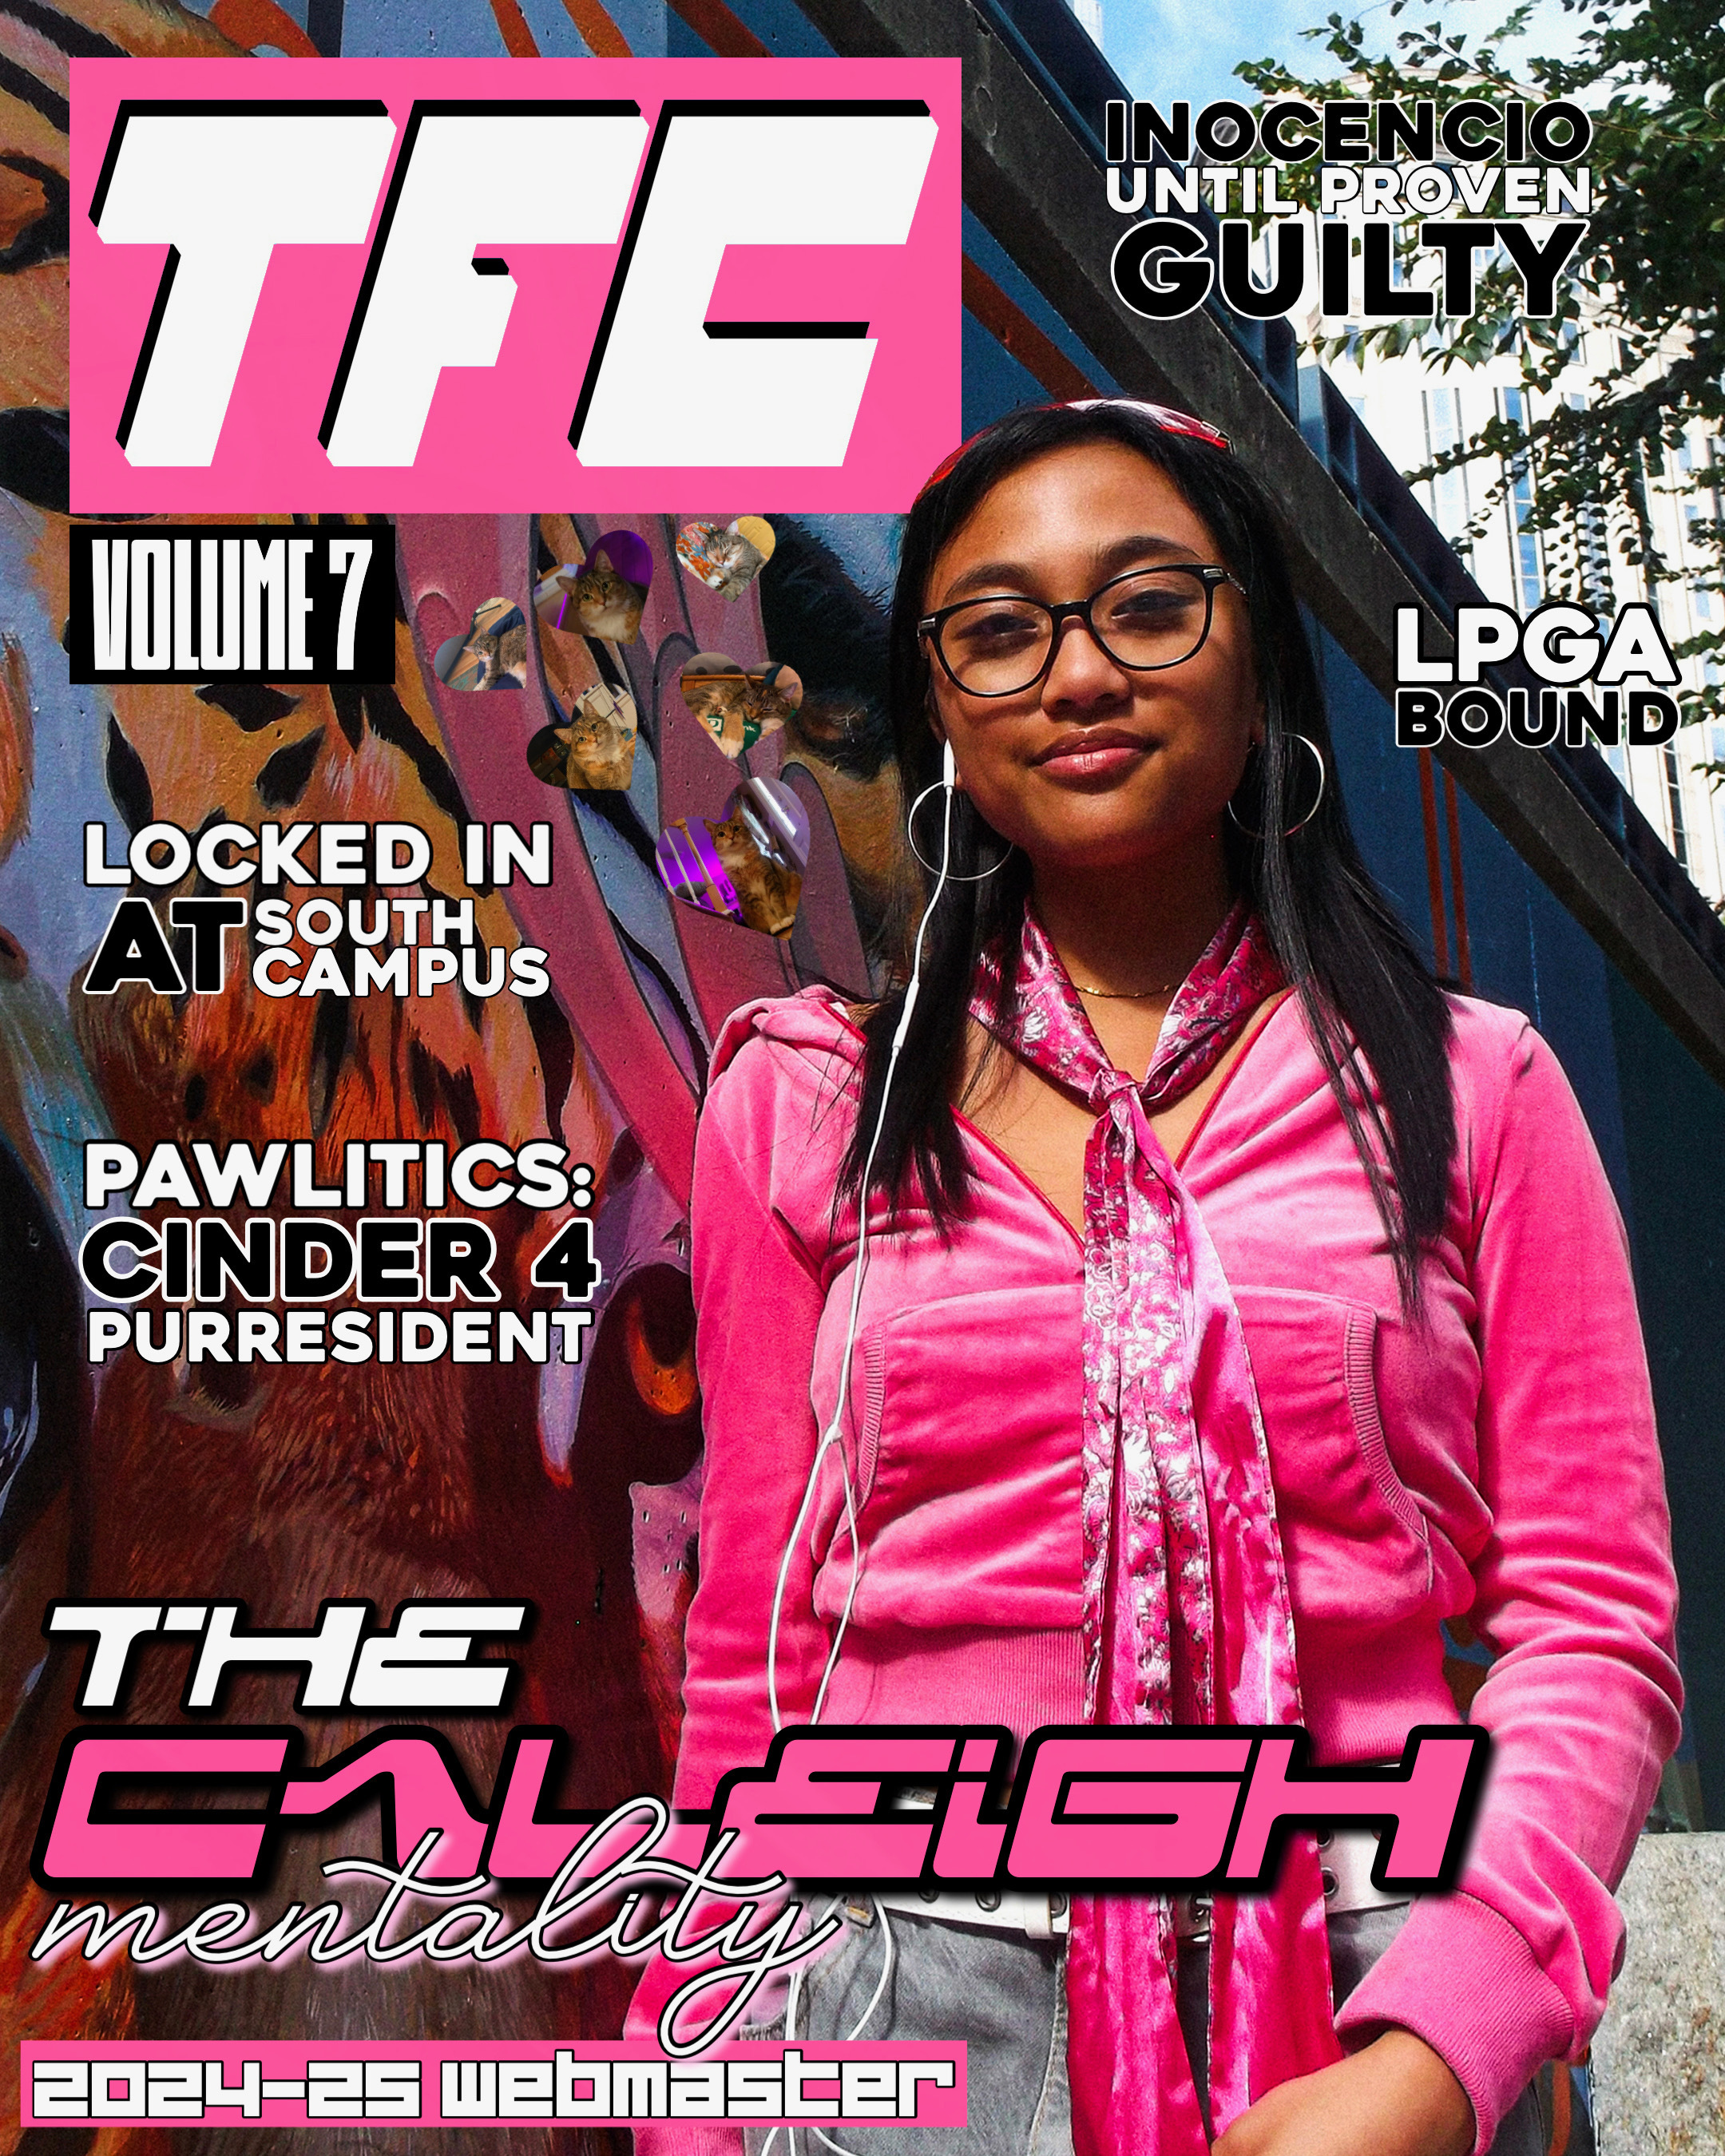 TFC
INOCENCIO
UNTIL PROVEN
GUILTY
VOLUME 7
LPGA
BOUND
LOCKED IN
AT SOUTH
CAMPUS
PAWLITICS:
CINDER 4
PURRESIDENT
THE
CALEIGH
mentality
2024-25 webmaster